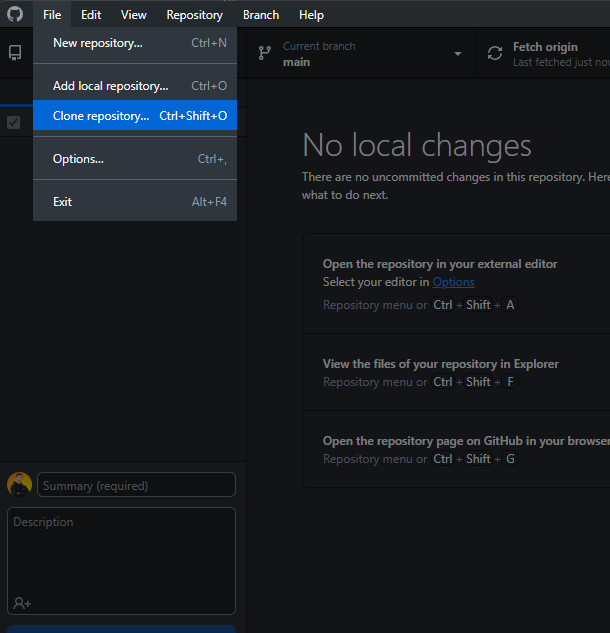 File Edit View Repository Branch Help
New repository... Ctrl+N
Add local repository... Ctrl+O
Clone repository... Ctrl+Shift+O
Options... Ctrl+,
Exit Alt+F4
Current branch
main
Fetch origin
Last fetched just now
No local changes
There are no uncommitted changes in this repository. Here
what to do next.
Open the repository in your external editor
Select your editor in Options
Repository menu or Ctrl + Shift + A
View the files of your repository in Explorer
Repository menu or Ctrl + Shift + F
Open the repository page on GitHub in your browser
Repository menu or Ctrl + Shift + G
Summary (required)
Description